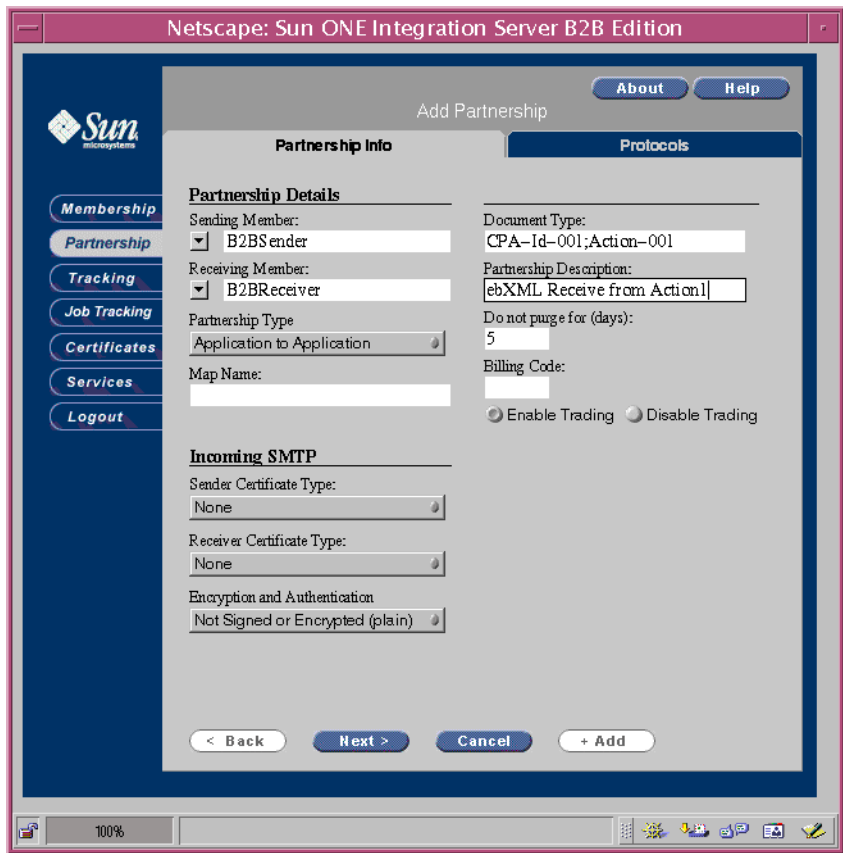 Netscape: Sun ONE Integration Server B2B Edition
About
Help
Add Partnership
Sun
microsystems
Partnership Info
Protocols
Membership
Partnership
Tracking
Job Tracking
Certificates
Services
Logout
Partnership Details
Sending Member:
B2BSender
Receiving Member:
B2BReceiver
Partnership Type
Application to Application
Map Name:
Document Type:
CPA-Id-001;Action-001
Partnership Description:
ebXML Receive from Action1
Do not purge for (days):
5
Billing Code:
Enable Trading
Disable Trading
Incoming SMTP
Sender Certificate Type:
None
Receiver Certificate Type:
None
Encryption and Authentication
Not Signed or Encrypted (plain)
< Back
Next >
Cancel
+ Add
100%